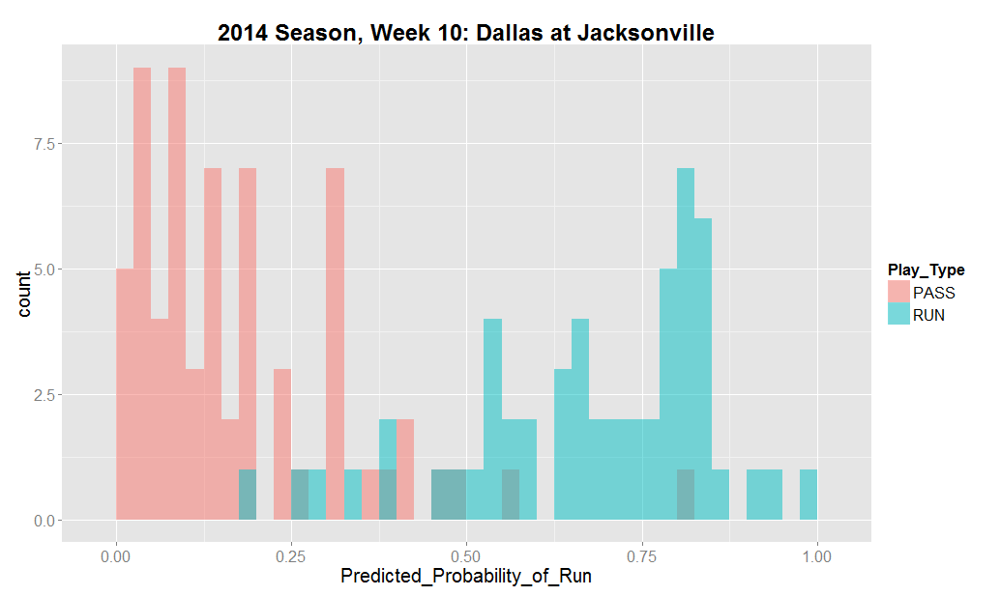 2014 Season, Week 10: Dallas at Jacksonville
7.5
5.0
2.5
0.0
count
0.00 0.25 0.50 0.75 1.00
Predicted_Probability_of_Run
Play_Type
PASS
RUN